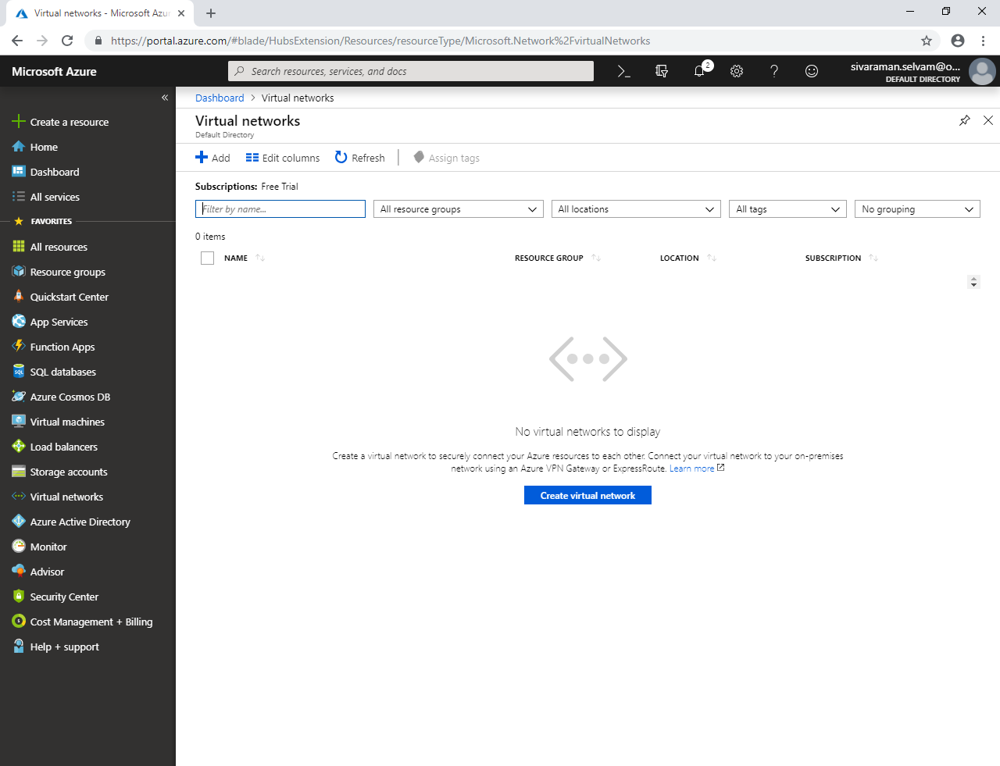 Virtual networks - Microsoft Azur
https://portal.azure.com/#blade/HubsExtension/Resources/resourceType/Microsoft.Network%2FvirtualNetworks
Microsoft Azure
Search resources, services, and docs
2
sivaraman.selvam@o...
DEFAULT DIRECTORY
Create a resource
Home
Dashboard
All services
FAVORITES
All resources
Resource groups
Quickstart Center
App Services
Function Apps
SQL
SQL databases
Azure Cosmos DB
Virtual machines
Load balancers
Storage accounts
Virtual networks
Azure Active Directory
Monitor
Advisor
Security Center
Cost Management + Billing
Help + support
Dashboard > Virtual networks
Virtual networks
Default Directory
Add Edit columns Refresh Assign tags
Subscriptions: Free Trial
Filter by name... All resource groups All locations All tags No grouping
0 items
NAME RESOURCE GROUP LOCATION SUBSCRIPTION
No virtual networks to display
Create a virtual network to securely connect your Azure resources to each other. Connect your virtual network to your on-premises
network using an Azure VPN Gateway or ExpressRoute. Learn more
Create virtual network